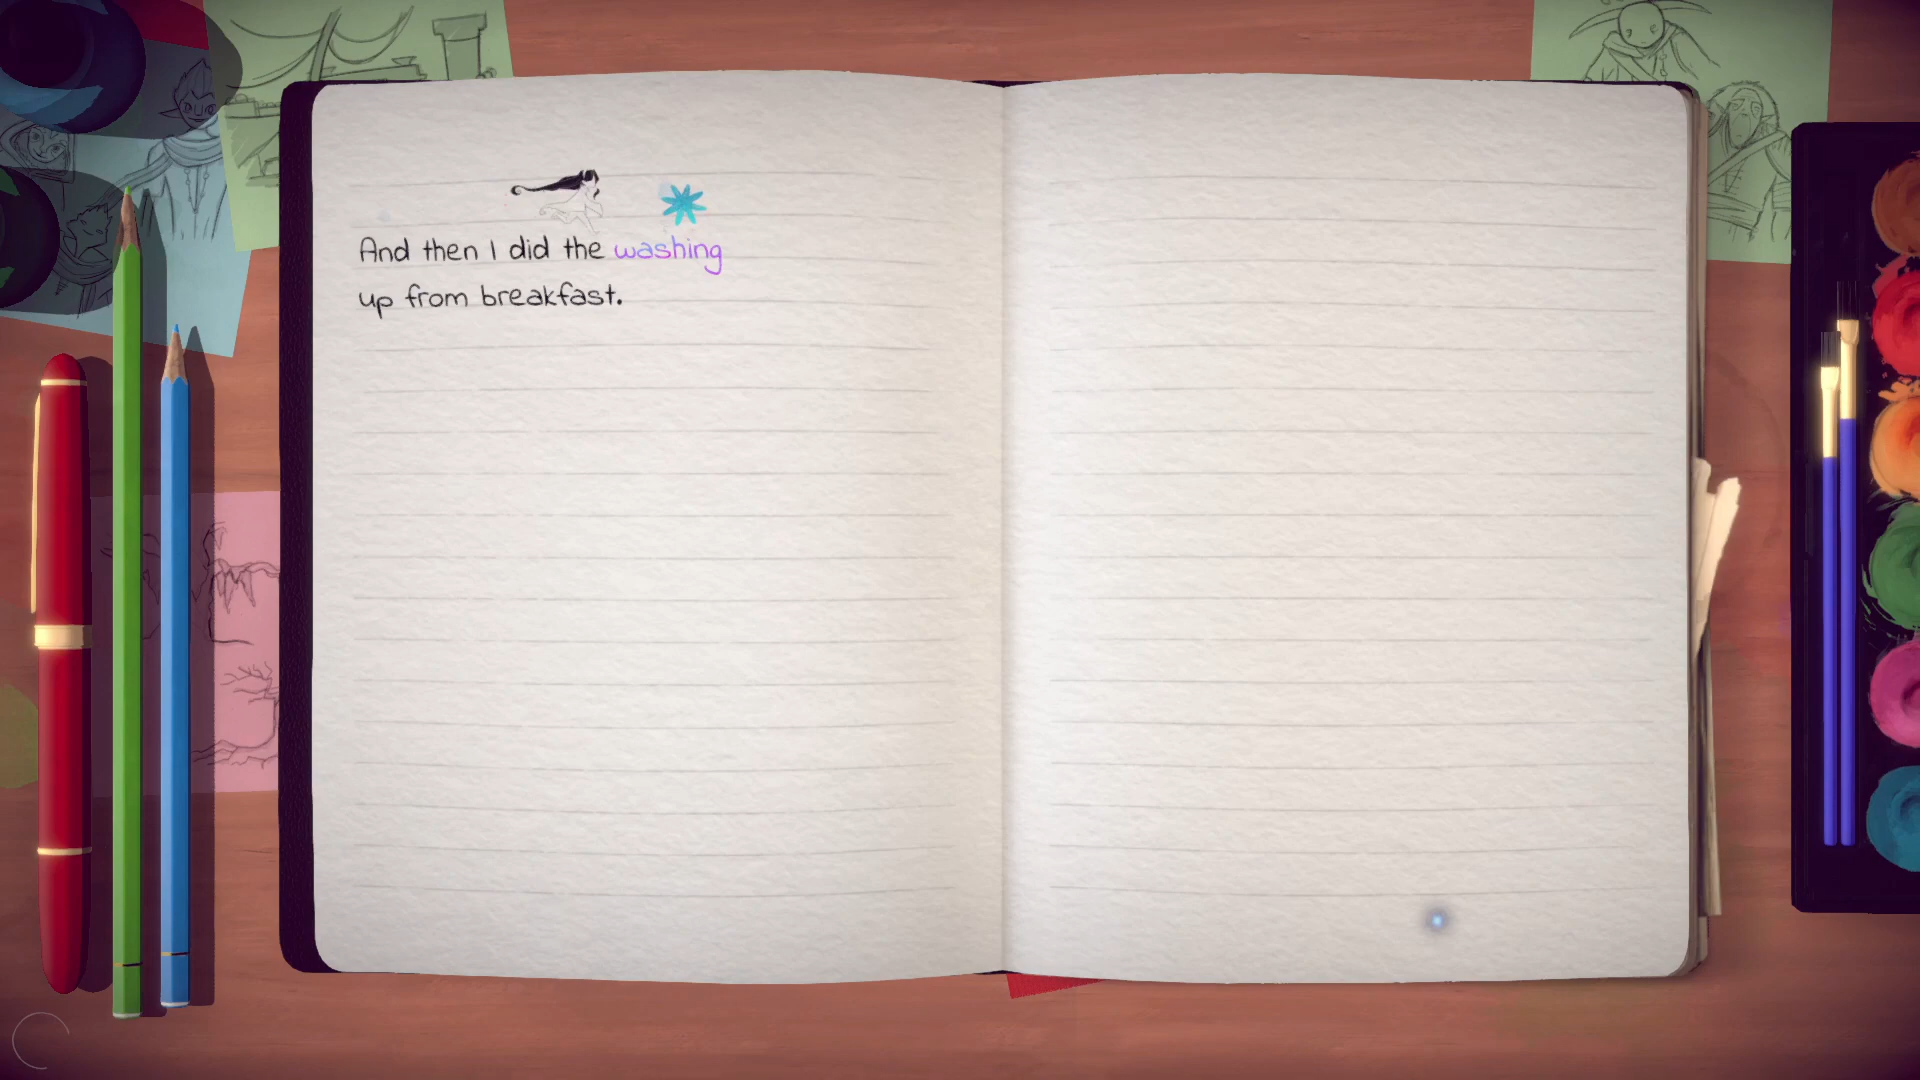 And then I did the washing
up from breakfast.